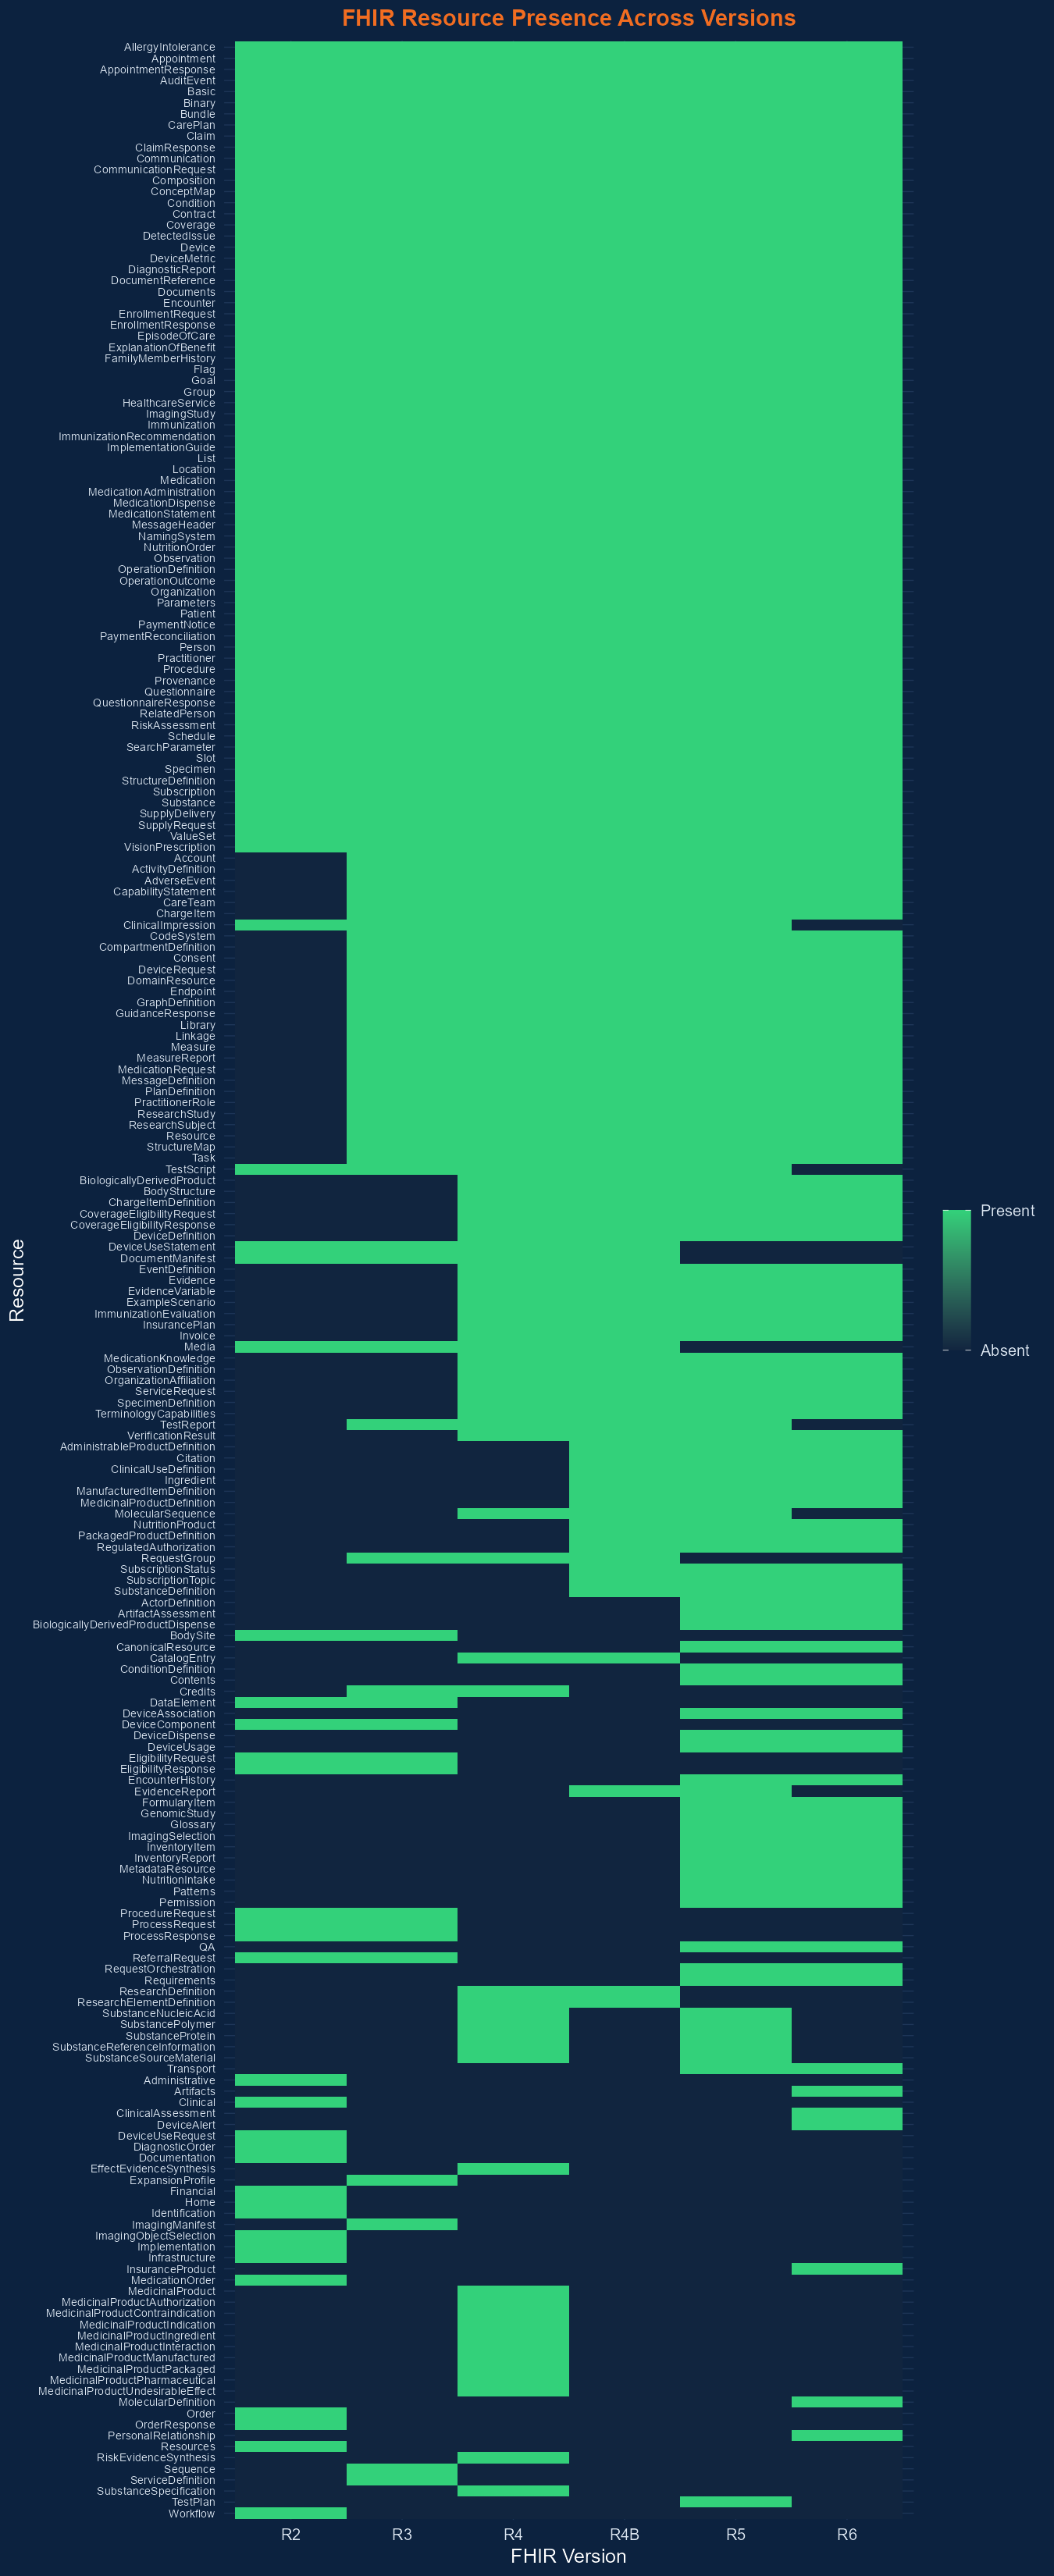 FHIR Resource Presence Across Versions
AllergyIntolerance
Appointment
AppointmentResponse
AuditEvent
Basic
Binary
Bundle
CarePlan
Claim
ClaimResponse
Communication
CommunicationRequest
Composition
ConceptMap
Condition
Contract
Coverage
DetectedIssue
Device
DeviceMetric
DiagnosticReport
DocumentReference
Documents
Encounter
EnrollmentRequest
EnrollmentResponse
EpisodeOfCare
ExplanationOfBenefit
FamilyMemberHistory
Flag
Goal
Group
HealthcareService
ImagingStudy
Immunization
ImmunizationRecommendation
ImplementationGuide
List
Location
Medication
MedicationAdministration
MedicationDispense
MedicationStatement
MessageHeader
NamingSystem
NutritionOrder
Observation
OperationDefinition
OperationOutcome
Organization
Parameters
Patient
PaymentNotice
PaymentReconciliation
Person
Practitioner
Procedure
Provenance
Questionnaire
QuestionnaireResponse
RelatedPerson
RiskAssessment
Schedule
SearchParameter
Slot
Specimen
StructureDefinition
Subscription
Substance
SupplyDelivery
SupplyRequest
ValueSet
VisionPrescription
Account
ActivityDefinition
AdverseEvent
CapabilityStatement
CareTeam
ChargeItem
ClinicalImpression
CodeSystem
CompartmentDefinition
Consent
DeviceRequest
DomainResource
Endpoint
GraphDefinition
GuidanceResponse
Library
Linkage
Measure
MeasureReport
MedicationRequest
MessageDefinition
PlanDefinition
PractitionerRole
ResearchStudy
ResearchSubject
Resource
StructureMap
Task
TestScript
BiologicallyDerivedProduct
BodyStructure
ChargeItemDefinition
CoverageEligibilityRequest
CoverageEligibilityResponse
DeviceDefinition
DeviceUseStatement
DocumentManifest
EventDefinition
Evidence
EvidenceVariable
ExampleScenario
ImmunizationEvaluation
InsurancePlan
Invoice
Media
MedicationKnowledge
ObservationDefinition
OrganizationAffiliation
ServiceRequest
SpecimenDefinition
TerminologyCapabilities
TestReport
VerificationResult
AdministrableProductDefinition
Citation
ClinicalUseDefinition
Ingredient
ManufacturedItemDefinition
MedicinalProductDefinition
MolecularSequence
NutritionProduct
PackagedProductDefinition
RegulatedAuthorization
RequestGroup
SubscriptionStatus
SubscriptionTopic
SubstanceDefinition
ActorDefinition
ArtifactAssessment
BiologicallyDerivedProductDispense
BodySite
CanonicalResource
CatalogEntry
ConditionDefinition
Contents
Credits
DataElement
DeviceAssociation
DeviceComponent
DeviceDispense
DeviceUsage
EligibilityRequest
EligibilityResponse
EncounterHistory
EvidenceReport
FormularyItem
GenomicStudy
Glossary
ImagingSelection
InventoryItem
InventoryReport
MetadataResource
NutritionIntake
Patterns
Permission
ProcedureRequest
ProcessRequest
ProcessResponse
QA
ReferralRequest
RequestOrchestration
Requirements
ResearchDefinition
ResearchElementDefinition
SubstanceNucleicAcid
SubstancePolymer
SubstanceProtein
SubstanceReferenceInformation
SubstanceSourceMaterial
Transport
Administrative
Artifacts
Clinical
ClinicalAssessment
DeviceAlert
DeviceUseRequest
DiagnosticOrder
Documentation
EffectEvidenceSynthesis
ExpansionProfile
Financial
Home
Identification
ImagingManifest
ImagingObjectSelection
Implementation
Infrastructure
InsuranceProduct
MedicationOrder
MedicinalProduct
MedicinalProductAuthorization
MedicinalProductContraindication
MedicinalProductIndication
MedicinalProductIngredient
MedicinalProductInteraction
MedicinalProductManufactured
MedicinalProductPackaged
MedicinalProductPharmaceutical
MedicinalProductUndesirableEffect
MolecularDefinition
Order
OrderResponse
PersonalRelationship
Resources
RiskEvidenceSynthesis
Sequence
ServiceDefinition
SubstanceSpecification
TestPlan
Workflow
Resource
R2 R3 R4 R4B R5 R6
FHIR Version
Present
Absent